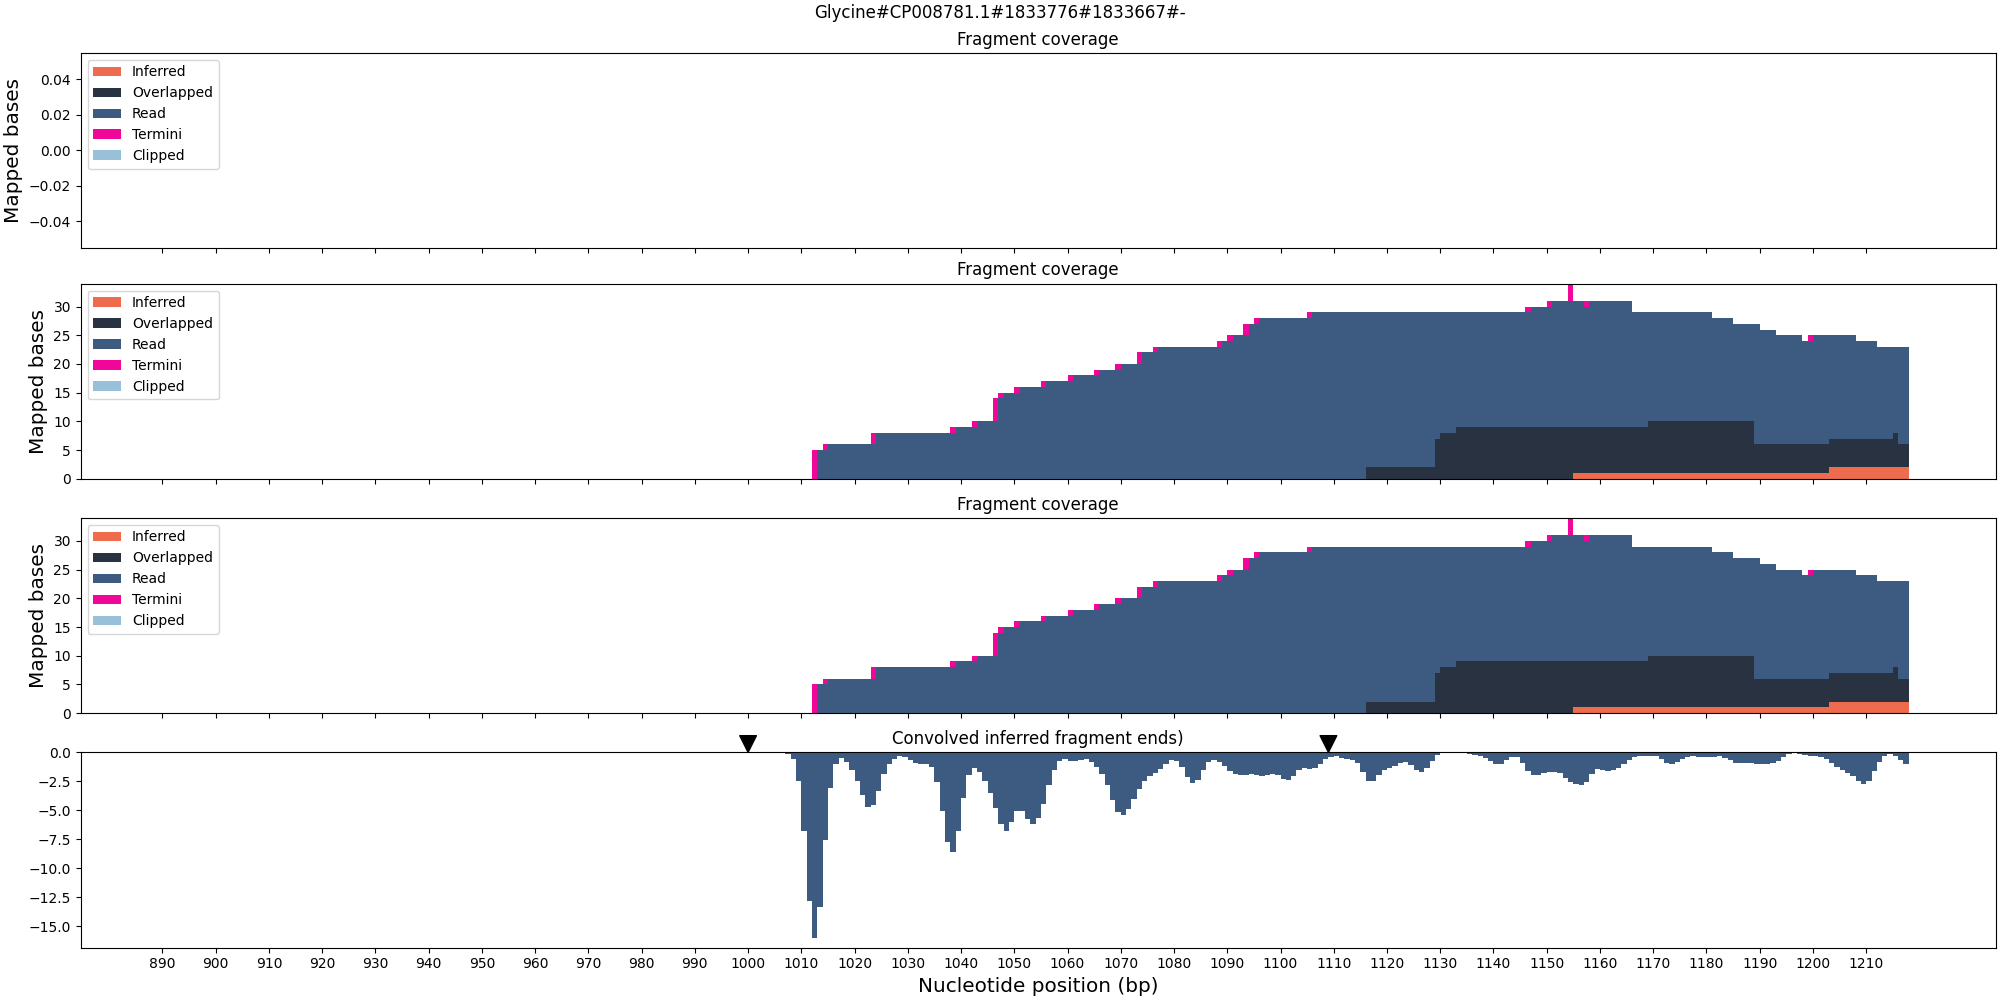 Glycine#CP008781.1#1833776#1833667#-
Fragment coverage
Mapped bases
0.04
0.02
0.00
−0.02
−0.04
Inferred
Overlapped
Read
Termini
Clipped
Fragment coverage
Mapped bases
30
25
20
15
10
5
0
Inferred
Overlapped
Read
Termini
Clipped
Fragment coverage
Mapped bases
30
25
20
15
10
5
0
Inferred
Overlapped
Read
Termini
Clipped
Convolved inferred fragment ends)
0.0
−2.5
−5.0
−7.5
−10.0
−12.5
−15.0
890 900 910 920 930 940 950 960 970 980 990 1000 1010 1020 1030 1040 1050 1060 1070 1080 1090 1100 1110 1120 1130 1140 1150 1160 1170 1180 1190 1200 1210
Nucleotide position (bp)